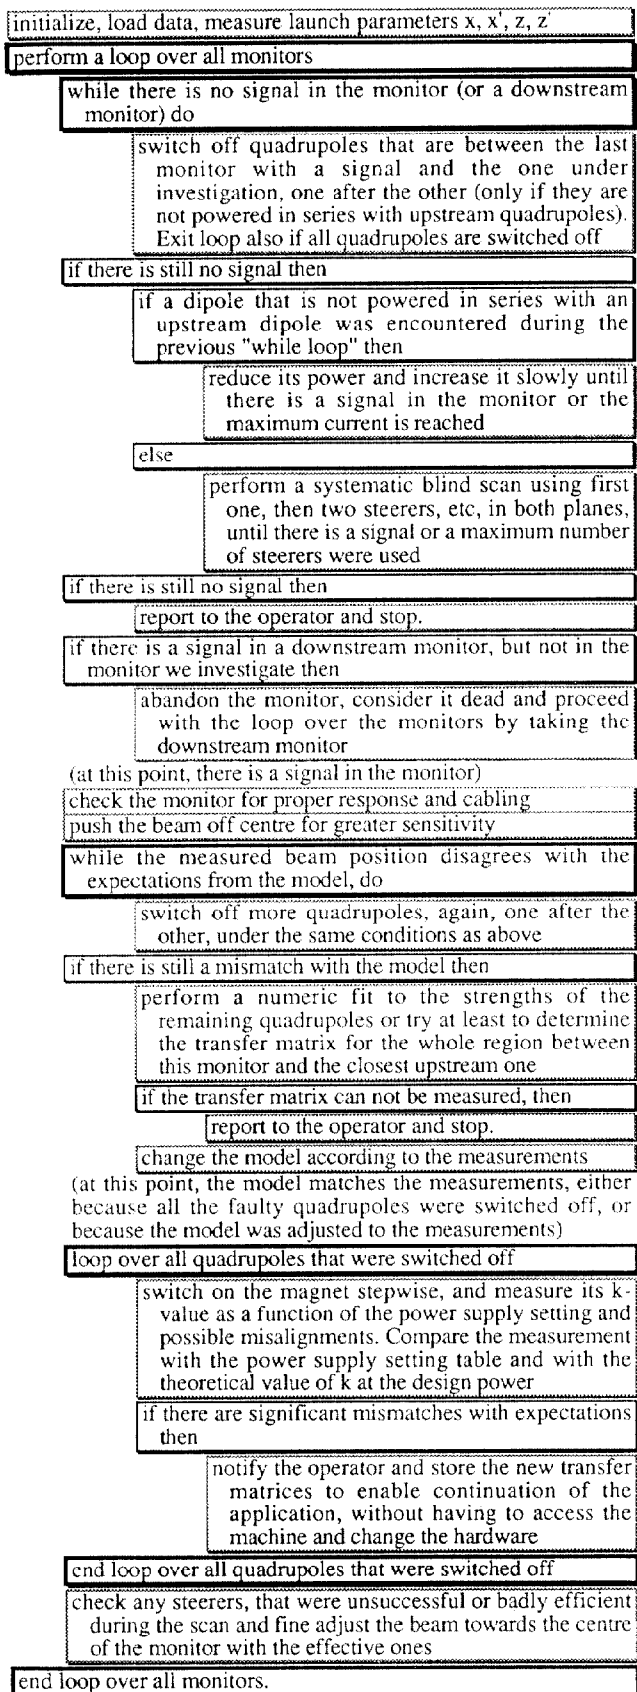 initialize, load data, measure launch parameters x, x', z, z'
perform a loop over all monitors
while there is no signal in the monitor (or a downstream
monitor) do
switch off quadrupoles that are between the last
monitor with a signal and the one under
investigation, one after the other (only if they are
not powered in series with upstream quadrupoles).
Exit loop also if all quadrupoles are switched off
if there is still no signal then
if a dipole that is not powered in series with an
upstream dipole was encountered during the
previous "while loop" then
reduce its power and increase it slowly until
there is a signal in the monitor or the
maximum current is reached
else
perform a systematic blind scan using first
one, then two steerers, etc, in both planes,
until there is a signal or a maximum number
of steerers were used
if there is still no signal then
report to the operator and stop.
if there is a signal in a downstream monitor, but not in the
monitor we investigate then
abandon the monitor, consider it dead and proceed
with the loop over the monitors by taking the
downstream monitor
(at this point, there is a signal in the monitor)
check the monitor for proper response and cabling
push the beam off centre for greater sensitivity
while the measured beam position disagrees with the
expectations from the model, do
switch off more quadrupoles, again, one after the
other, under the same conditions as above
if there is still a mismatch with the model then
perform a numeric fit to the strengths of the
remaining quadrupoles or try at least to determine
the transfer matrix for the whole region between
this monitor and the closest upstream one
if the transfer matrix can not be measured, then
report to the operator and stop.
change the model according to the measurements
(at this point, the model matches the measurements, either
because all the faulty quadrupoles were switched off, or
because the model was adjusted to the measurements)
loop over all quadrupoles that were switched off
switch on the magnet stepwise, and measure its k-
value as a function of the power supply setting and
possible misalignments. Compare the measurement
with the power supply setting table and with the
theoretical value of k at the design power
if there are significant mismatches with expectations
then
notify the operator and store the new transfer
matrices to enable continuation of the
application, without having to access the
machine and change the hardware
end loop over all quadrupoles that were switched off
check any steerers, that were unsuccessful or badly efficient
during the scan and fine adjust the beam towards the centre
of the monitor with the effective ones
end loop over all monitors.